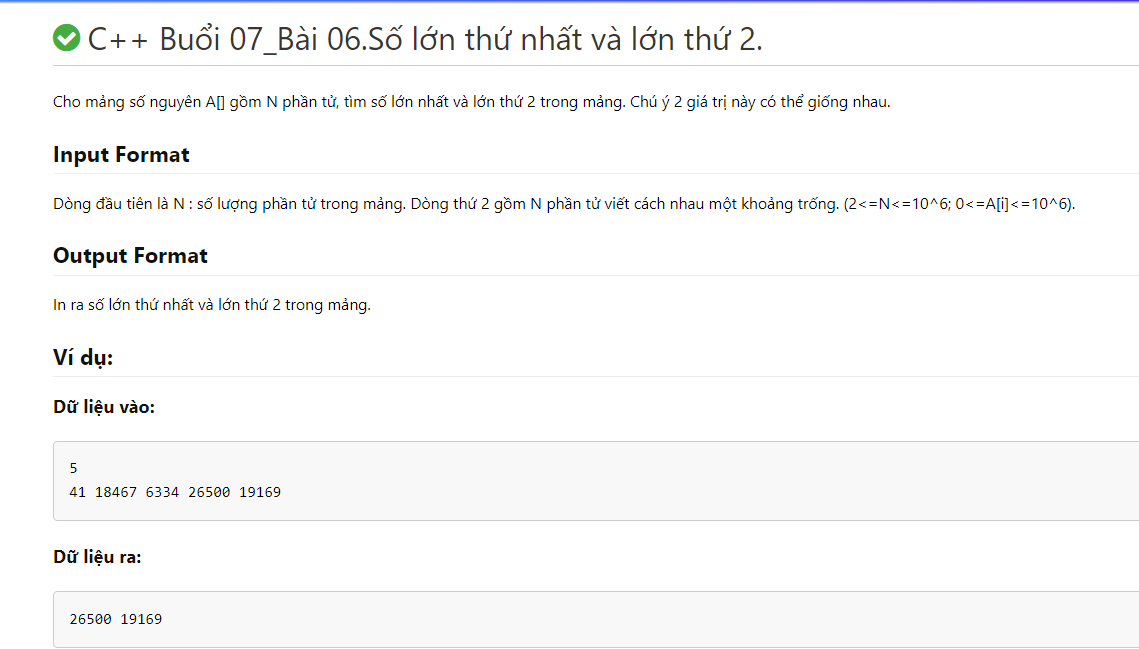 C++ Buổi 07_Bài 06.Số lớn thứ nhất và lớn thứ 2.
Cho mảng số nguyên A[] gồm N phần tử, tìm số lớn nhất và lớn thứ 2 trong mảng. Chú ý 2 giá trị này có thể giống nhau.
Input Format
Dòng đầu tiên là N : số lượng phần tử trong mảng. Dòng thứ 2 gồm N phần tử viết cách nhau một khoảng trống. (2<=N<=10^6; 0<=A[i]<=10^6).
Output Format
In ra số lớn thứ nhất và lớn thứ 2 trong mảng.
Ví dụ:
Dữ liệu vào:
5
41 18467 6334 26500 19169
Dữ liệu ra:
26500 19169